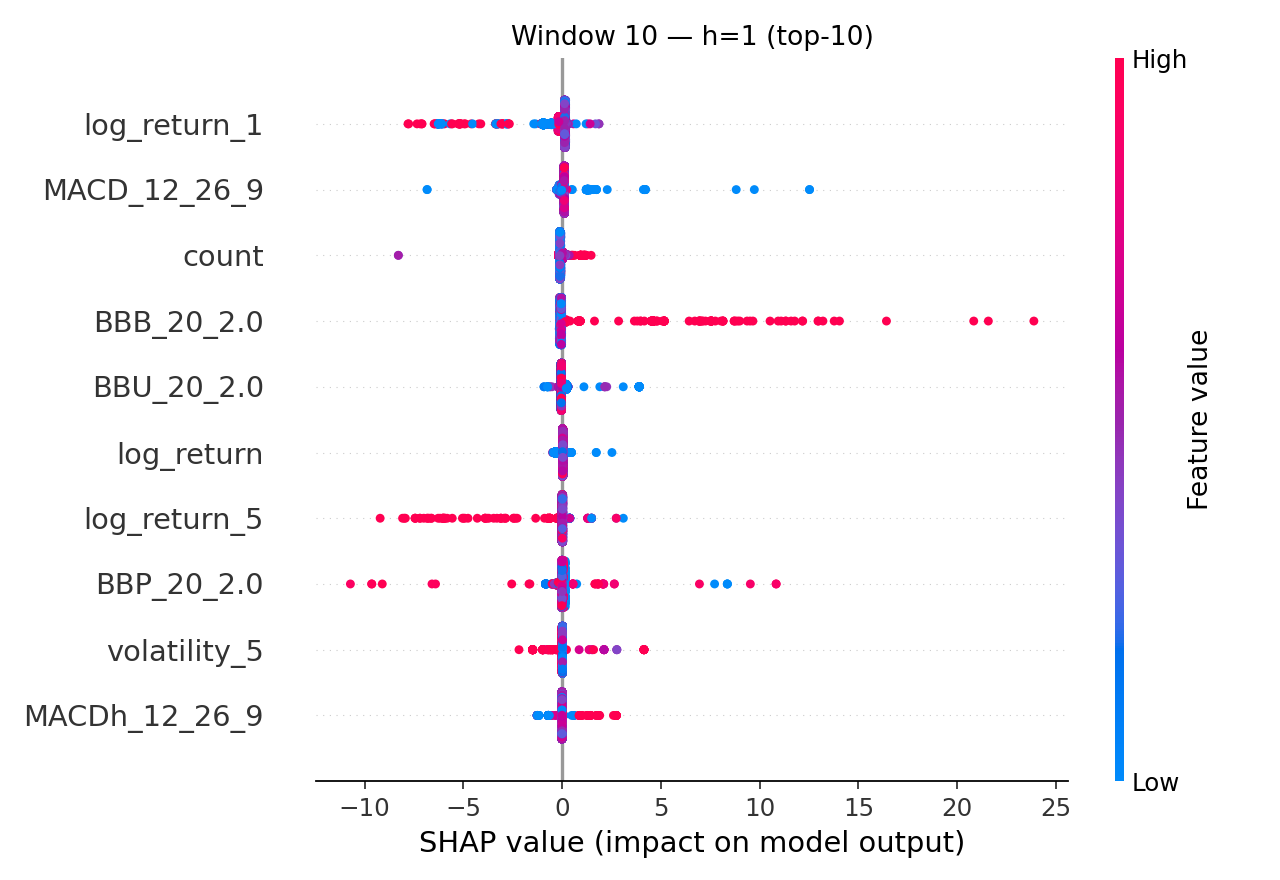 Window 10 — h=1 (top-10)
High
log_return_1
MACD_12_26_9
count
BBB_20_2.0
BBU_20_2.0
log_return
log_return_5
BBP_20_2.0
volatility_5
MACDh_12_26_9
Feature value
Low
−10 −5 0 5 10 15 20 25
SHAP value (impact on model output)